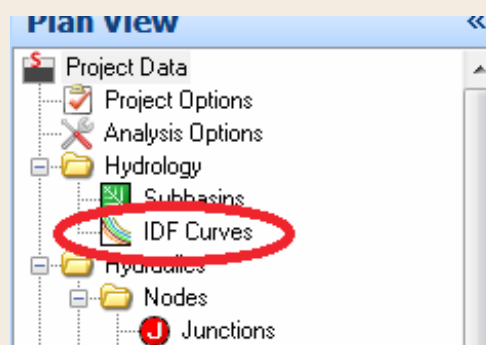 Plan View «
Project Data
Project Options
Analysis Options
Hydrology
Subbasins
IDF Curves
Hydraulics
Nodes
J Junctions